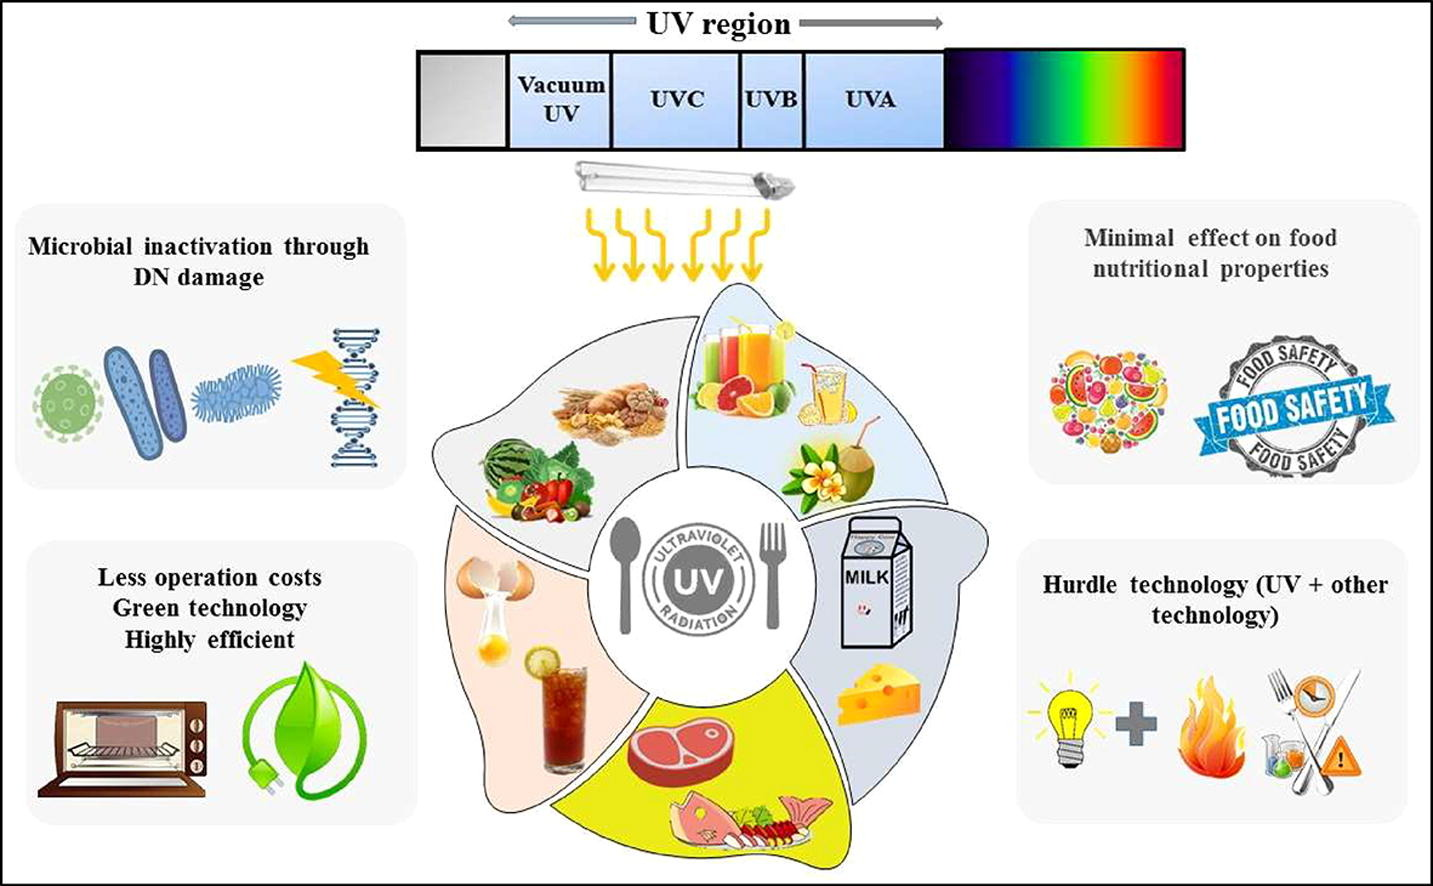 UV region
Vacuum
UV
UVC
UVB
UVA
Microbial inactivation through
DN damage
Minimal effect on food
nutritional properties
FOOD SAFETY
FOOD SAFETY
FOOD SAFETY
ULTRAVIOLET
UV
RADIATION
Happy Cow
MILK
Less operation costs
Green technology
Highly efficient
Hurdle technology (UV + other
technology)